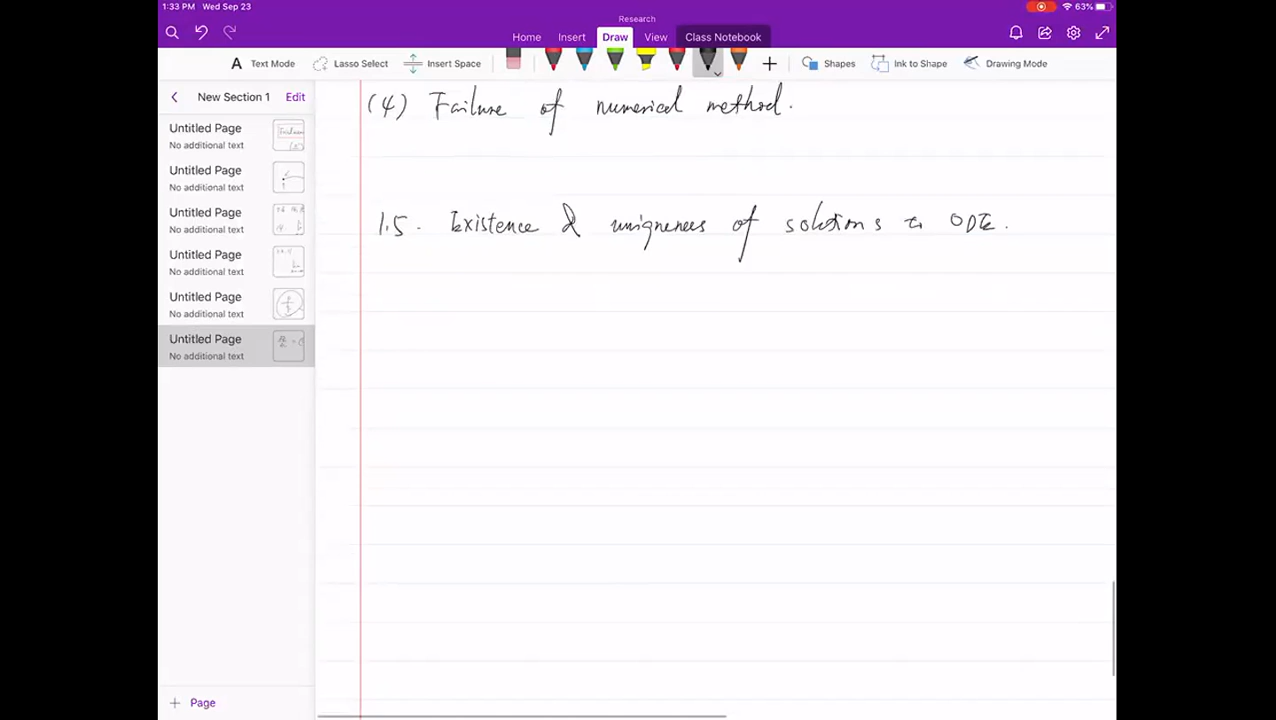 1:33 PM Wed Sep 23
63%
Research
Home Insert Draw View Class Notebook
A Text Mode Lasso Select Insert Space Shapes Ink to Shape Drawing Mode
New Section 1 Edit
Untitled Page
No additional text
Untitled Page
No additional text
Untitled Page
No additional text
Untitled Page
No additional text
Untitled Page
No additional text
Untitled Page
No additional text
Page
(4) Failure of numerical method.
1.5. Existence & uniqueness of solutions to ODE.